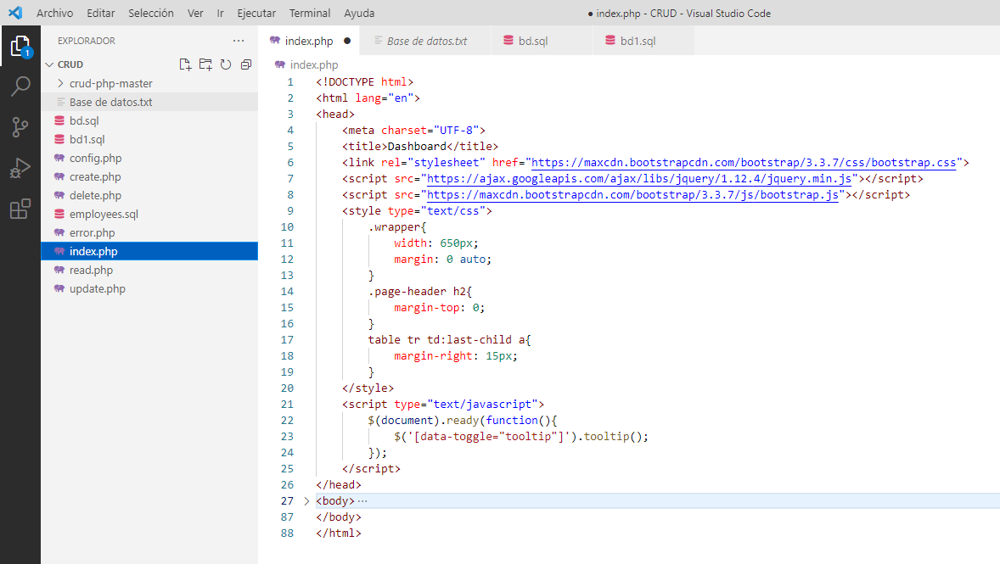 Archivo Editar Selección Ver Ir Ejecutar Terminal Ayuda ● index.php - CRUD - Visual Studio Code
EXPLORADOR ···
1
CRUD
crud-php-master
Base de datos.txt
bd.sql
bd1.sql
config.php
create.php
delete.php
employees.sql
error.php
index.php
read.php
update.php
index.php ● Base de datos.txt bd.sql bd1.sql
index.php
1 <!DOCTYPE html>
2 <html lang="en">
3 <head>
4     <meta charset="UTF-8">
5     <title>Dashboard</title>
6     <link rel="stylesheet" href="https://maxcdn.bootstrapcdn.com/bootstrap/3.3.7/css/bootstrap.css">
7     <script src="https://ajax.googleapis.com/ajax/libs/jquery/1.12.4/jquery.min.js"></script>
8     <script src="https://maxcdn.bootstrapcdn.com/bootstrap/3.3.7/js/bootstrap.js"></script>
9     <style type="text/css">
10         .wrapper{
11             width: 650px;
12             margin: 0 auto;
13         }
14         .page-header h2{
15             margin-top: 0;
16         }
17         table tr td:last-child a{
18             margin-right: 15px;
19         }
20     </style>
21     <script type="text/javascript">
22         $(document).ready(function(){
23             $('[data-toggle="tooltip"]').tooltip();
24         });
25     </script>
26 </head>
27 <body>···
87 </body>
88 </html>